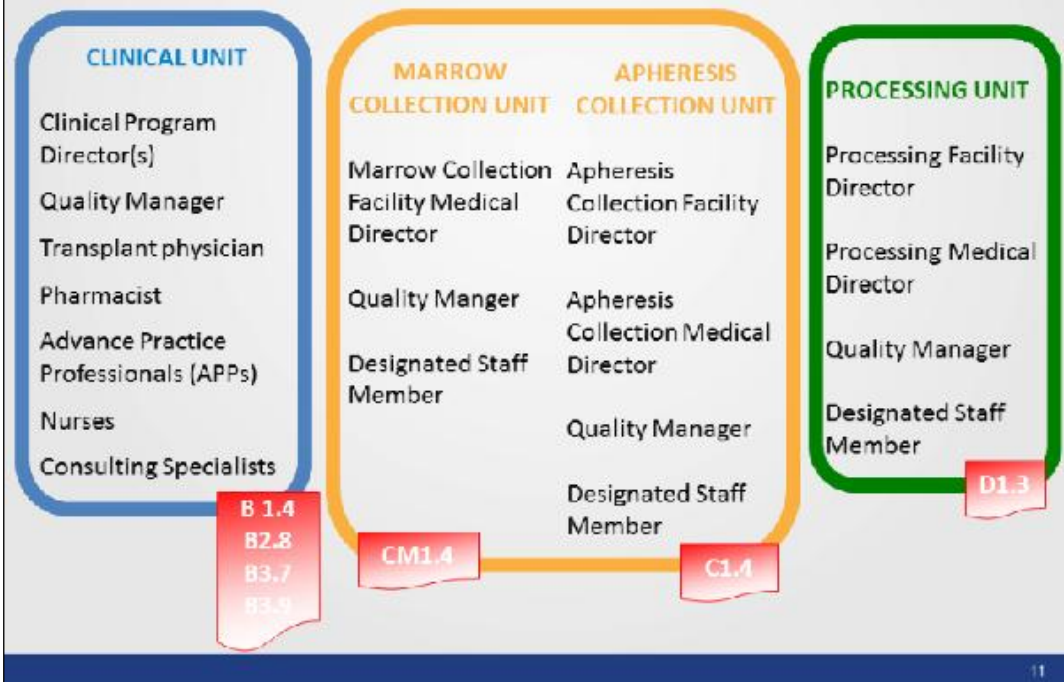 CLINICAL UNIT
Clinical Program
Director(s)
Quality Manager
Transplant physician
Pharmacist
Advance Practice
Professionals (APPs)
Nurses
Consulting Specialists
B 1.4
B2.8
B3.7
B3.9
MARROW
COLLECTION UNIT
Marrow Collection
Facility Medical
Director
Quality Manger
Designated Staff
Member
CM1.4
APHERESIS
COLLECTION UNIT
Apheresis
Collection Facility
Director
Apheresis
Collection Medical
Director
Quality Manager
Designated Staff
Member
C1.4
PROCESSING UNIT
Processing Facility
Director
Processing Medical
Director
Quality Manager
Designated Staff
Member
D1.3
11